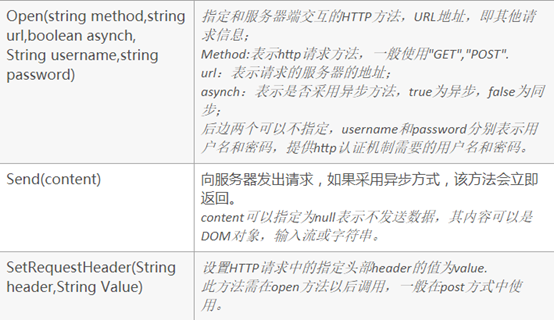 Open(string method,string
url,boolean asynch,
String username,string
password)
指定和服务器端交互的HTTP方法，URL地址，即其他请
求信息；
Method:表示http请求方法，一般使用"GET","POST".
url：表示请求的服务器的地址；
asynch：表示是否采用异步方法，true为异步，false为同
步；
后边两个可以不指定，username和password分别表示用
户名和密码，提供http认证机制需要的用户名和密码。
Send(content)
向服务器发出请求，如果采用异步方式，该方法会立即
返回。
content可以指定为null表示不发送数据，其内容可以是
DOM对象，输入流或字符串。
SetRequestHeader(String
header,String Value)
设置HTTP请求中的指定头部header的值为value.
此方法需在open方法以后调用，一般在post方式中使
用。